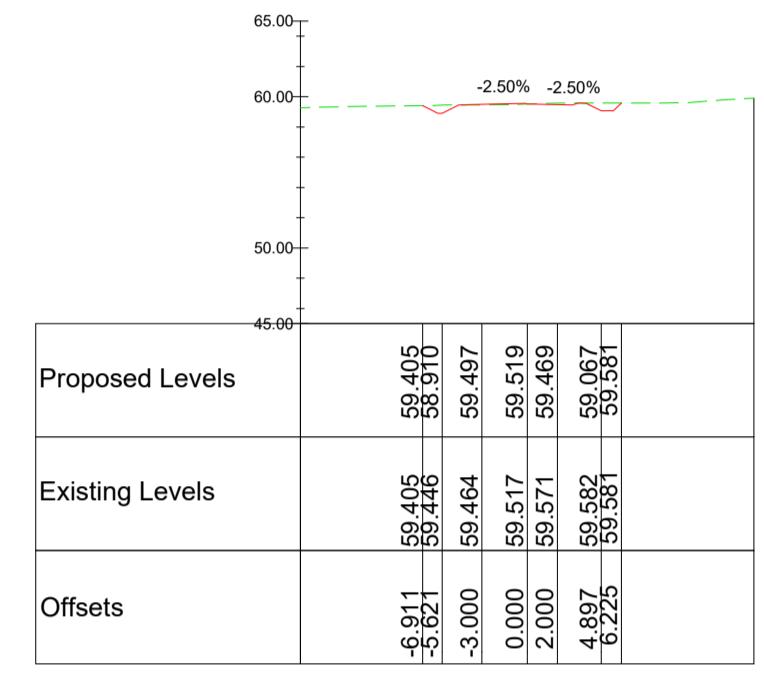 65.00
-2.50% -2.50%
60.00
50.00
45.00
Proposed Levels 59.405 58.910 59.497 59.519 59.469 59.067 59.581
Existing Levels 59.405 59.446 59.464 59.517 59.571 59.582 59.581
Offsets -6.911 -5.621 -3.000 0.000 2.000 4.897 6.225